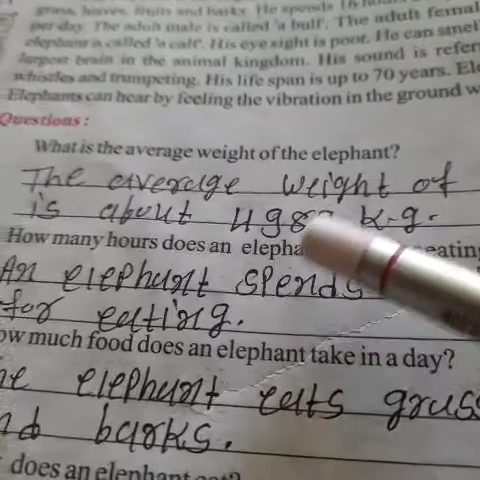 grass, leaves, fruits and barks. He spends 16 hours
per day. The adult male is called 'a bull'. The adult femal
elephant is called 'a calf'. His eye sight is poor. He can smel
largest brain in the animal kingdom. His sound is refer
whistles and trumpeting. His life span is up to 70 years. Ele
Elephants can hear by feeling the vibration in the ground w
Questions :
What is the average weight of the elephant?
The average weight of
is about 498 K.g.
How many hours does an elepha eating
An elephant spends
for eating.
ow much food does an elephant take in a day?
he elephant eats grass
nd barks.
does an elephant eat?